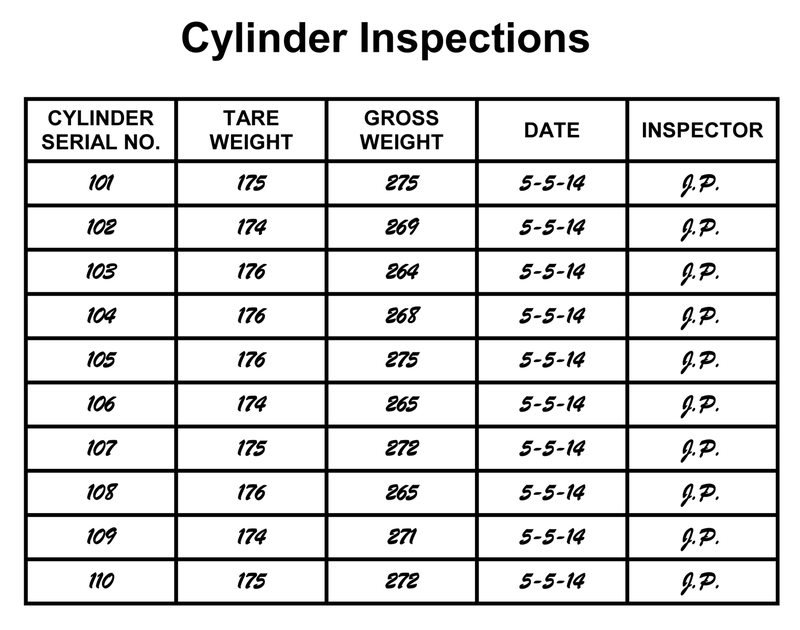 Cylinder Inspections
CYLINDER SERIAL NO. TARE WEIGHT GROSS WEIGHT DATE INSPECTOR
101 175 275 5-5-14 J.P.
102 174 269 5-5-14 J.P.
103 176 264 5-5-14 J.P.
104 176 268 5-5-14 J.P.
105 176 275 5-5-14 J.P.
106 174 265 5-5-14 J.P.
107 175 272 5-5-14 J.P.
108 176 265 5-5-14 J.P.
109 174 271 5-5-14 J.P.
110 175 272 5-5-14 J.P.